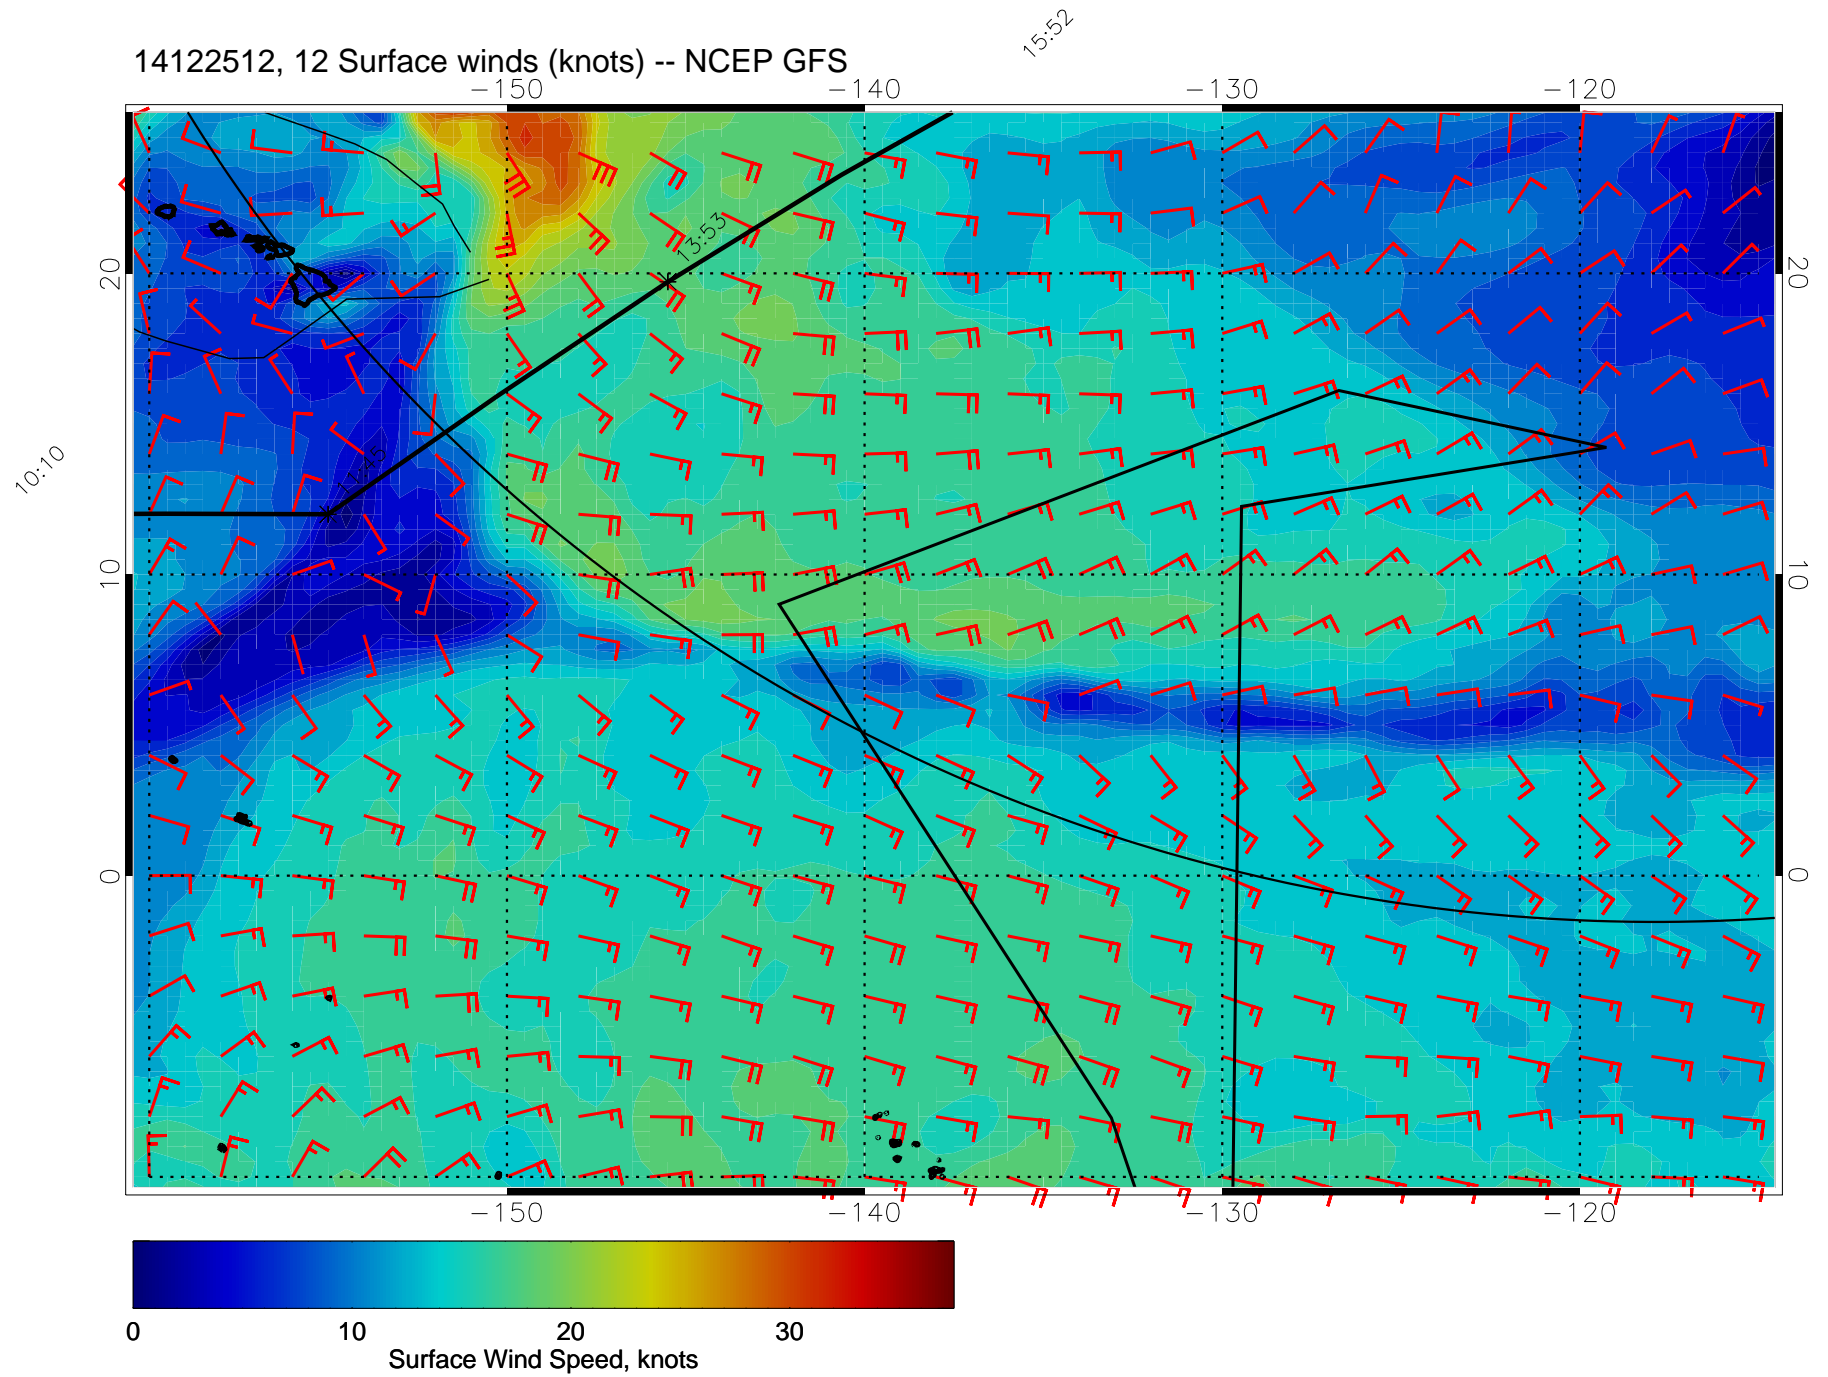 15:52
14122512, 12 Surface winds (knots) -- NCEP GFS
-150 -140 -130 -120
13:53
20 20
11:45
10:10
10 10
0 0
-150 -140 -130 -120
0 10 20 30
Surface Wind Speed, knots